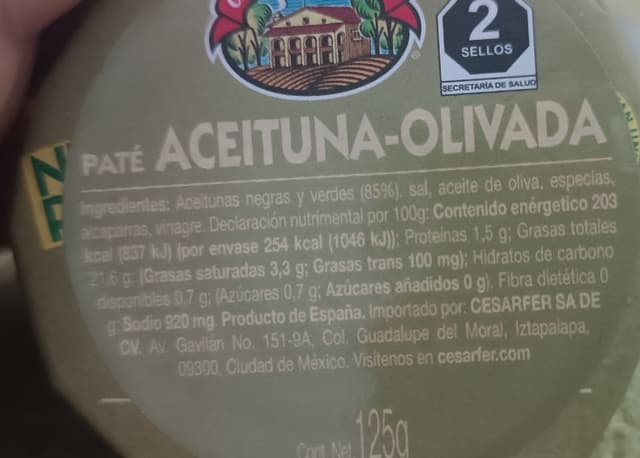 2
SELLOS
SECRETARÍA DE SALUD
PATÉ ACEITUNA-OLIVADA
Ingredientes: Aceitunas negras y verdes (85%), sal, aceite de oliva, especias,
alcaparras, vinagre. Declaración nutrimental por 100g: Contenido energetico 203
kcal (837 kJ) (por envase 254 kcal (1046 kJ)); Proteínas 1,5 g; Grasas totales
21,6 g. (Grasas saturadas 3,3 g; Grasas trans 100 mg); Hidratos de carbono
disponibles 0,7 g; (Azúcares 0,7 g; Azúcares añadidos 0 g). Fibra dietética 0
g; Sodio 920 mg. Producto de España. Importado por: CESARFER SA DE
CV. Av. Gavilán No. 151-9A, Col. Guadalupe del Moral, Iztapalapa,
09300, Ciudad de México. Visítenos en cesarfer.com
Cont. Net. 125g